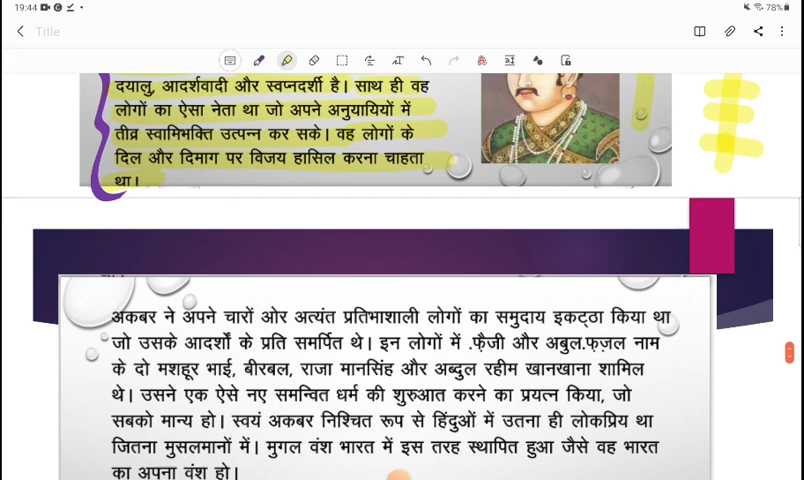 19:44 78%
Title
दयालु, आदर्शवादी और स्वप्नदर्शी है। साथ ही वह
लोगों का ऐसा नेता था जो अपने अनुयायियों में
तीव्र स्वामिभक्ति उत्पन्न कर सके। वह लोगों के
दिल और दिमाग पर विजय हासिल करना चाहता
था।
अकबर ने अपने चारों ओर अत्यंत प्रतिभाशाली लोगों का समुदाय इकट्ठा किया था
जो उसके आदर्शों के प्रति समर्पित थे। इन लोगों में .फ़ैजी और अबुल.फ़ज़ल नाम
के दो मशहूर भाई, बीरबल, राजा मानसिंह और अब्दुल रहीम खानखाना शामिल
थे। उसने एक ऐसे नए समन्वित धर्म की शुरुआत करने का प्रयत्न किया, जो
सबको मान्य हो। स्वयं अकबर निश्चित रूप से हिंदुओं में उतना ही लोकप्रिय था
जितना मुसलमानों में। मुगल वंश भारत में इस तरह स्थापित हुआ जैसे वह भारत
का अपना वंश हो।